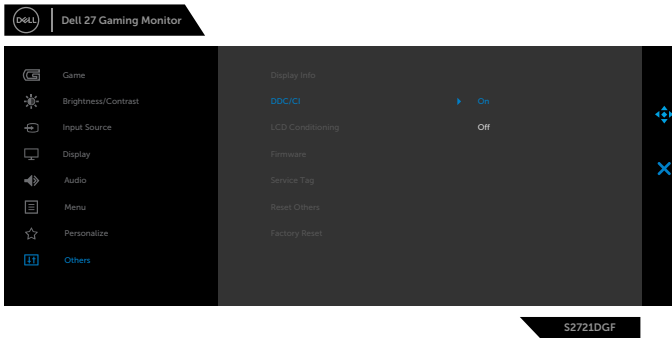 DELL Dell 27 Gaming Monitor
Game Display Info
Brightness/Contrast DDC/CI On
Input Source LCD Conditioning Off
Display Firmware
Audio Service Tag
Menu Reset Others
Personalize Factory Reset
Others
S2721DGF